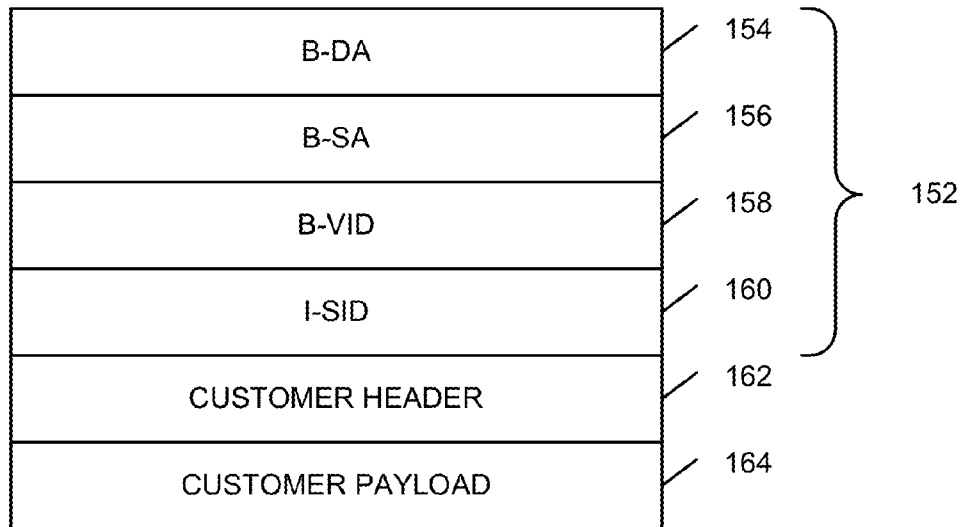 B-DA 154
B-SA 156
B-VID 158
152
I-SID 160
CUSTOMER HEADER 162
CUSTOMER PAYLOAD 164